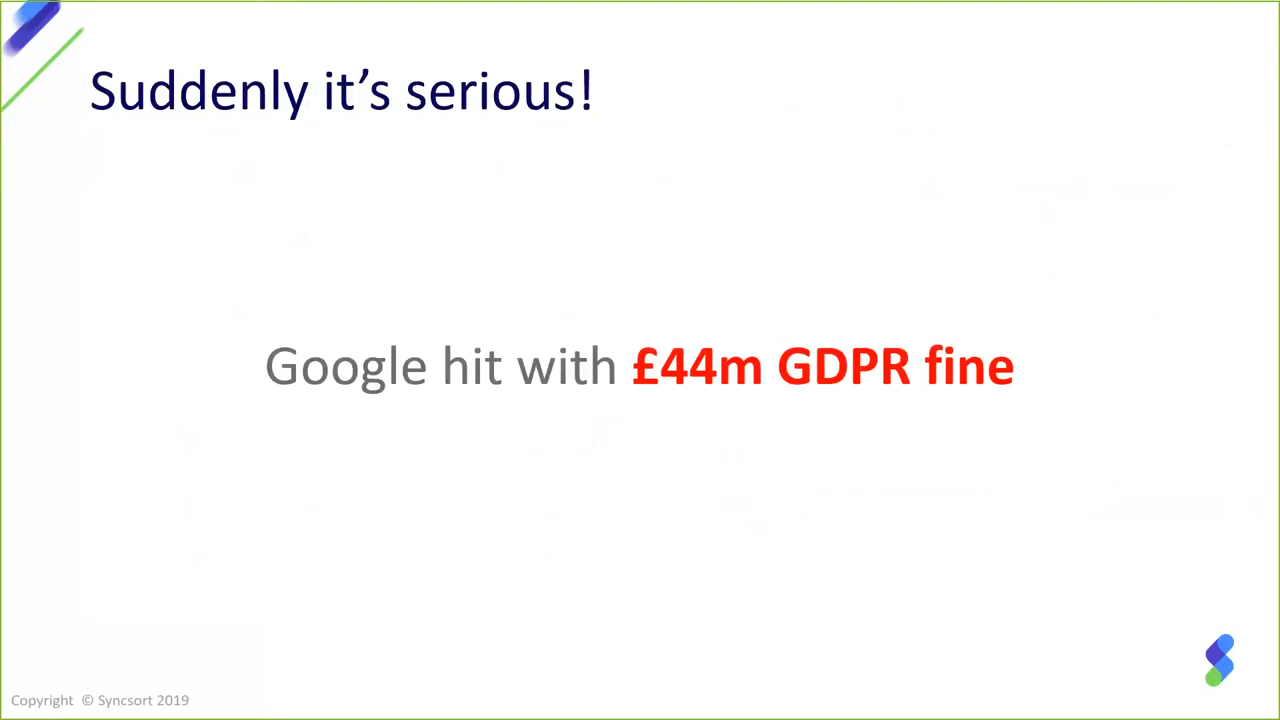 Suddenly it’s serious!
Google hit with £44m GDPR fine
Copyright © Syncsort 2019